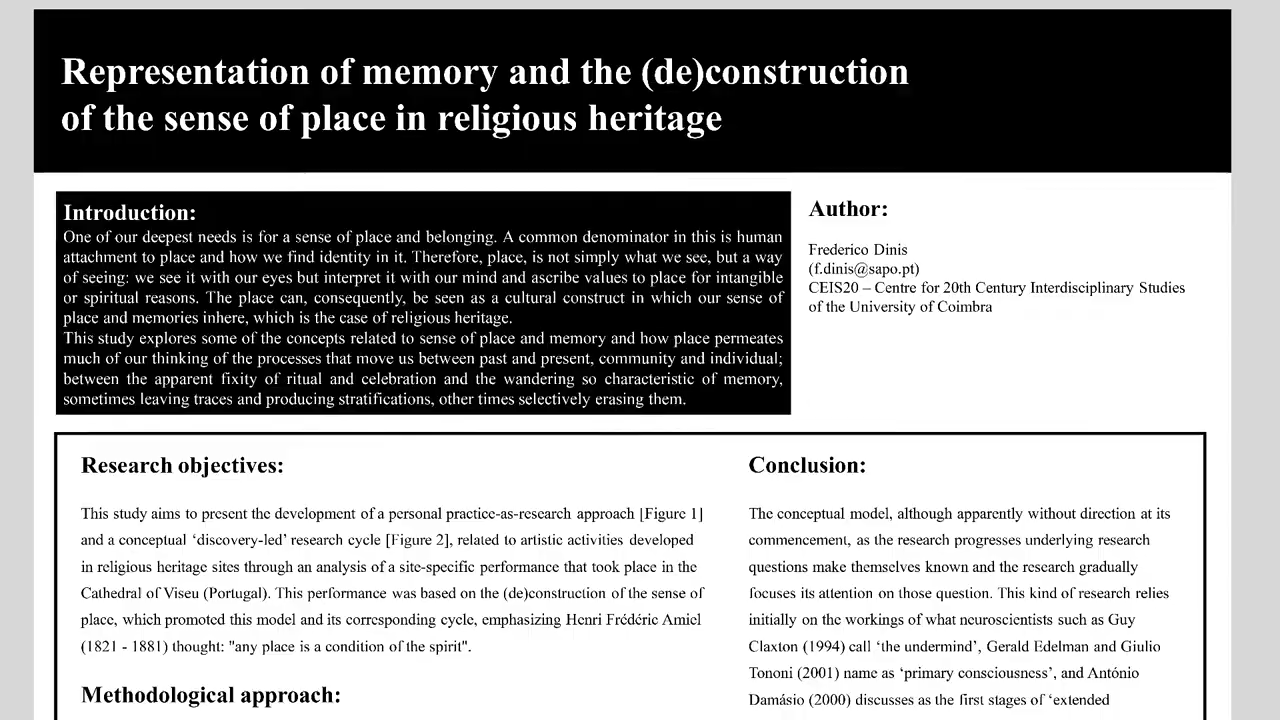 Representation of memory and the (de)construction
of the sense of place in religious heritage
Introduction:
One of our deepest needs is for a sense of place and belonging. A common denominator in this is human
attachment to place and how we find identity in it. Therefore, place, is not simply what we see, but a way
of seeing: we see it with our eyes but interpret it with our mind and ascribe values to place for intangible
or spiritual reasons. The place can, consequently, be seen as a cultural construct in which our sense of
place and memories inhere, which is the case of religious heritage.
This study explores some of the concepts related to sense of place and memory and how place permeates
much of our thinking of the processes that move us between past and present, community and individual;
between the apparent fixity of ritual and celebration and the wandering so characteristic of memory,
sometimes leaving traces and producing stratifications, other times selectively erasing them.
Author:
Frederico Dinis
(f.dinis@sapo.pt)
CEIS20 – Centre for 20th Century Interdisciplinary Studies
of the University of Coimbra
Research objectives:
This study aims to present the development of a personal practice-as-research approach [Figure 1]
and a conceptual ‘discovery-led’ research cycle [Figure 2], related to artistic activities developed
in religious heritage sites through an analysis of a site-specific performance that took place in the
Cathedral of Viseu (Portugal). This performance was based on the (de)construction of the sense of
place, which promoted this model and its corresponding cycle, emphasizing Henri Frédéric Amiel
(1821 - 1881) thought: "any place is a condition of the spirit".
Methodological approach:
Conclusion:
The conceptual model, although apparently without direction at its
commencement, as the research progresses underlying research
questions make themselves known and the research gradually
focuses its attention on those question. This kind of research relies
initially on the workings of what neuroscientists such as Guy
Claxton (1994) call ‘the undermind’, Gerald Edelman and Giulio
Tononi (2001) name as ‘primary consciousness’, and António
Damásio (2000) discusses as the first stages of ‘extended